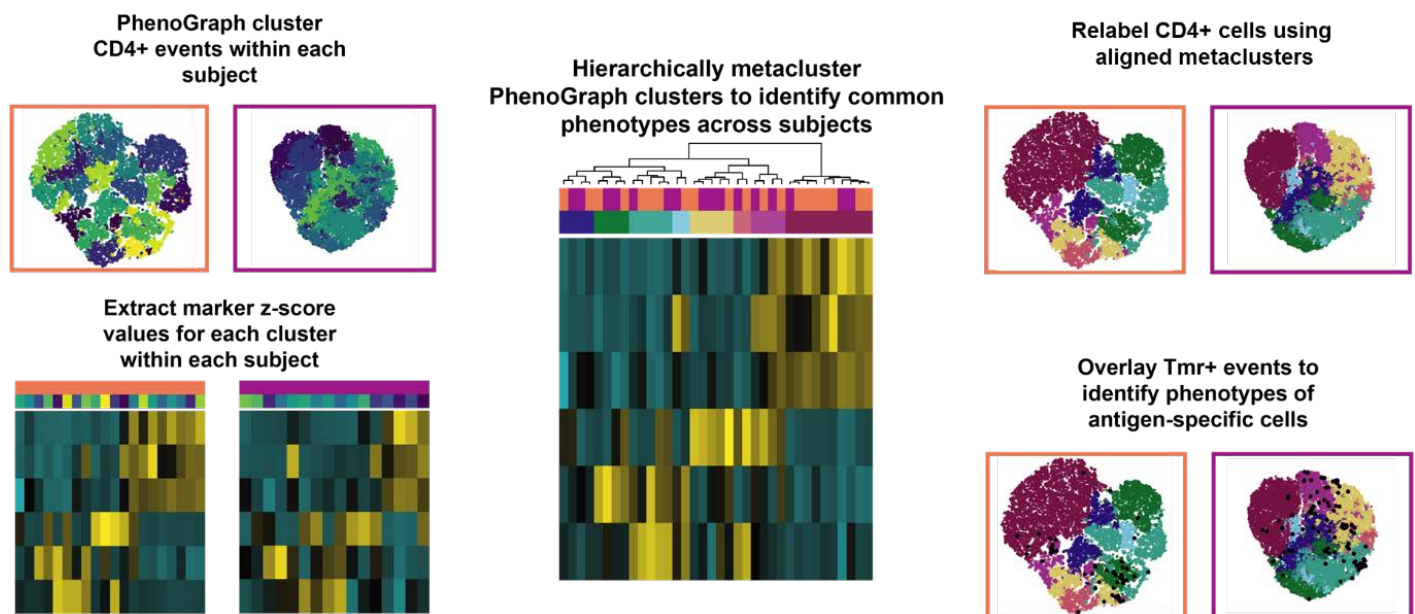 PhenoGraph cluster
CD4+ events within each
subject
Extract marker z-score
values for each cluster
within each subject
Hierarchically metacluster
PhenoGraph clusters to identify common
phenotypes across subjects
Relabel CD4+ cells using
aligned metaclusters
Overlay Tmr+ events to
identify phenotypes of
antigen-specific cells